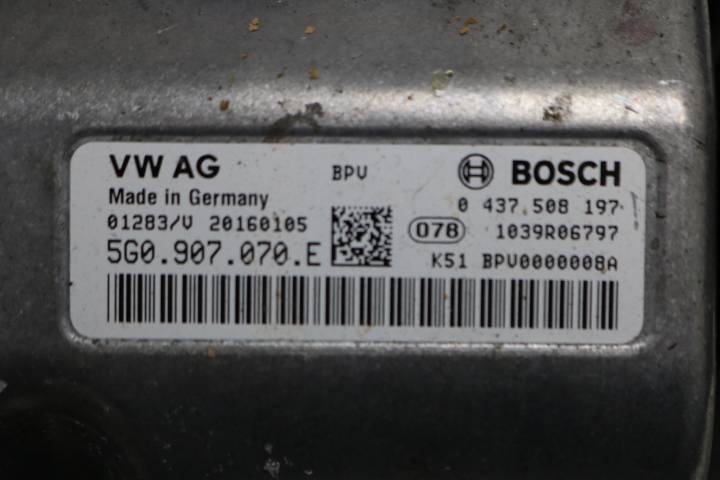 VW AG BPV BOSCH
Made in Germany 0 437 508 197
01283/V 20160105 078 1039R06797
5G0.907.070.E K51 BPV0000008A